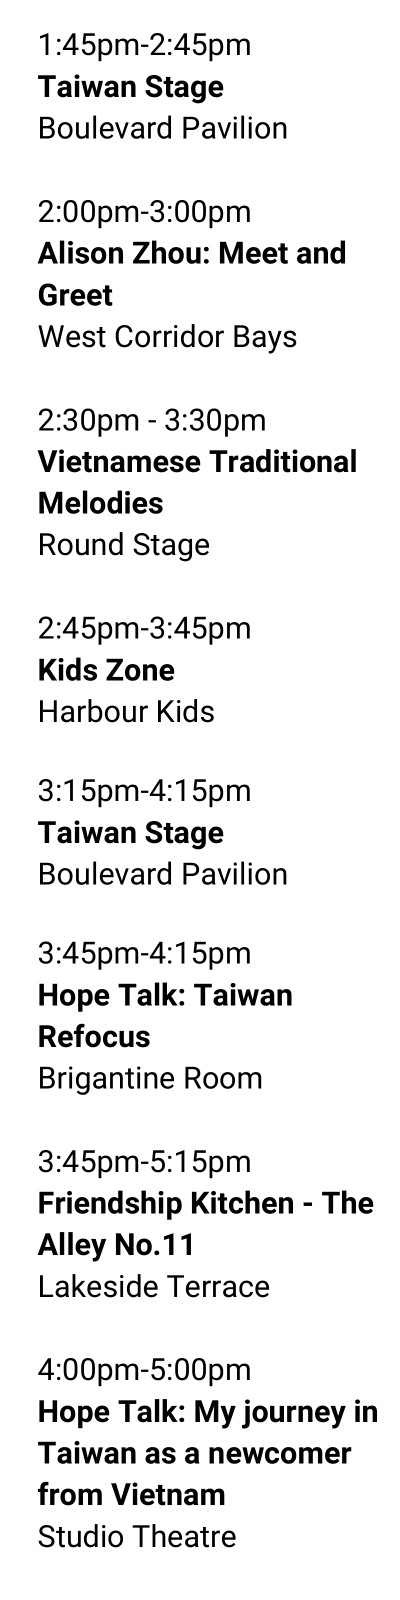 1:45pm-2:45pm
Taiwan Stage
Boulevard Pavilion
2:00pm-3:00pm
Alison Zhou: Meet and
Greet
West Corridor Bays
2:30pm - 3:30pm
Vietnamese Traditional
Melodies
Round Stage
2:45pm-3:45pm
Kids Zone
Harbour Kids
3:15pm-4:15pm
Taiwan Stage
Boulevard Pavilion
3:45pm-4:15pm
Hope Talk: Taiwan
Refocus
Brigantine Room
3:45pm-5:15pm
Friendship Kitchen - The
Alley No.11
Lakeside Terrace
4:00pm-5:00pm
Hope Talk: My journey in
Taiwan as a newcomer
from Vietnam
Studio Theatre